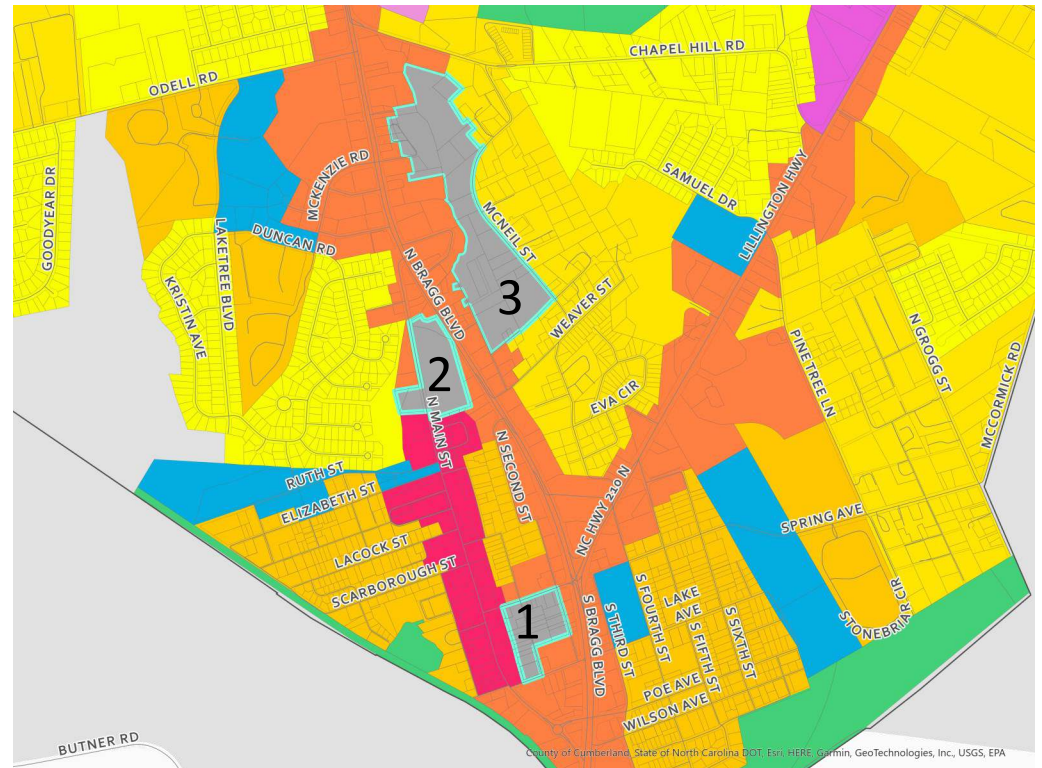 CHAPEL HILL RD
ODELL RD
GOODYEAR DR
MCKENZIE RD
SAMUEL DR
LILLINGTON HWY
LAKETREE BLVD
DUNCAN RD
MCNEIL ST
KRISTIN AVE
N BRAGG BLVD
3
WEAVER ST
N GROGG ST
PINE TREE LN
MCCORMICK RD
2
EVA CIR
N MAIN ST
N SECOND ST
RUTH ST
ELIZABETH ST
NC HWY 210 N
SPRING AVE
LACOCK ST
SCARBOROUGH ST
1
S BRAGG BLVD
S THIRD ST
S FOURTH ST
LAKE
AVE
S FIFTH ST
S SIXTH ST
STONEBRIAR CIR
POE AVE
WILSON AVE
BUTNER RD
County of Cumberland, State of North Carolina DOT, Esri, HERE, Garmin, GeoTechnologies, Inc., USGS, EPA